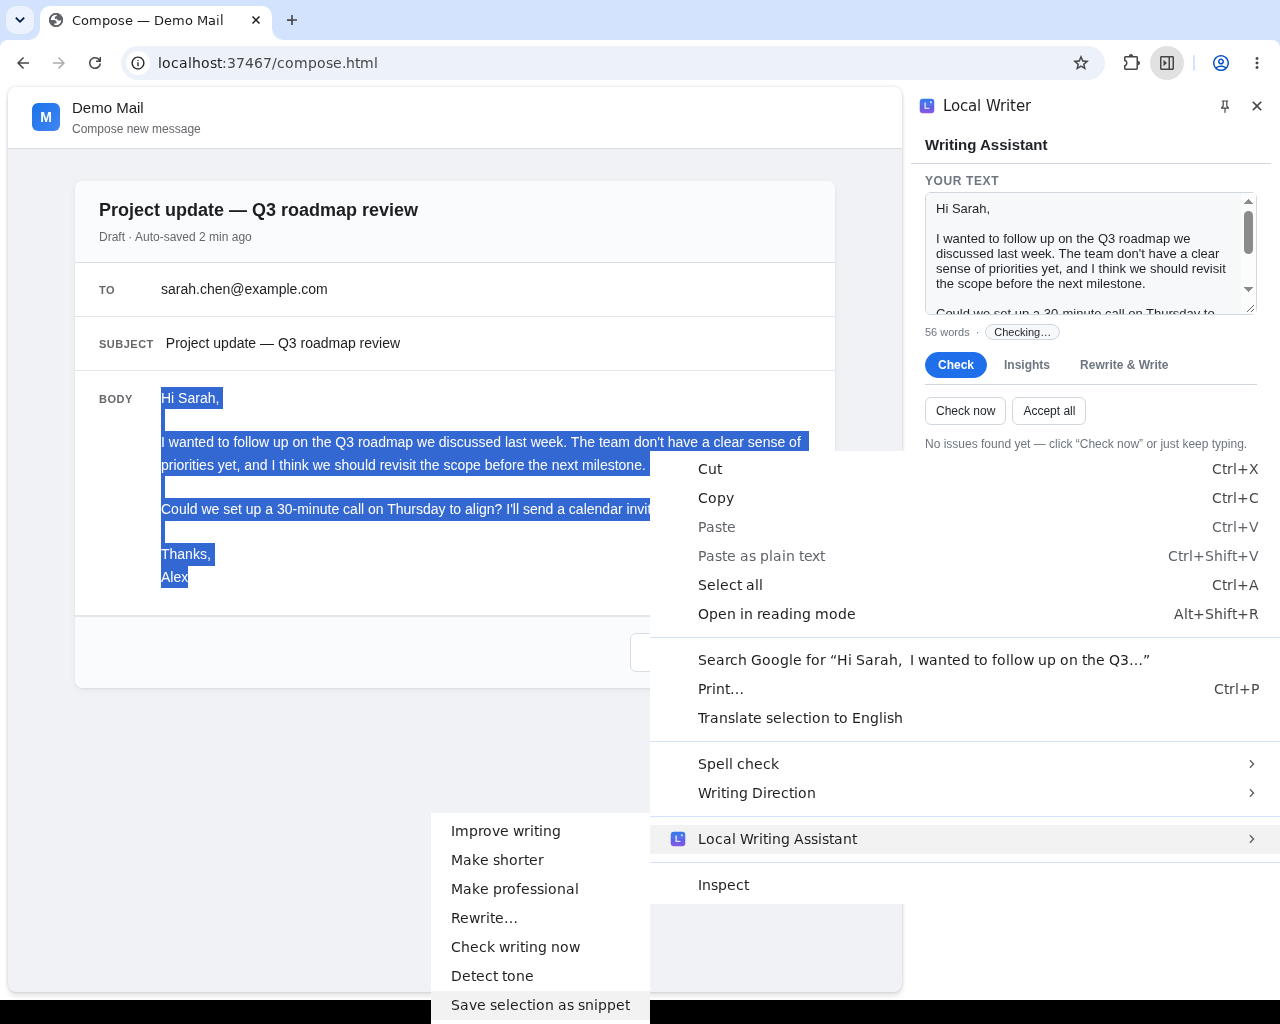 Compose — Demo Mail
localhost:37467/compose.html
M
Demo Mail
Compose new message
Project update — Q3 roadmap review
Draft · Auto-saved 2 min ago
TO
sarah.chen@example.com
SUBJECT
Project update — Q3 roadmap review
BODY
Hi Sarah,
I wanted to follow up on the Q3 roadmap we discussed last week. The team don't have a clear sense of
priorities yet, and I think we should revisit the scope before the next milestone.
Could we set up a 30-minute call on Thursday to align? I'll send a calendar invit
Thanks,
Alex
L
Local Writer
Writing Assistant
YOUR TEXT
Hi Sarah,
I wanted to follow up on the Q3 roadmap we
discussed last week. The team don't have a clear
sense of priorities yet, and I think we should revisit
the scope before the next milestone.
Could we set up a 30-minute call on Thursday to
56 words · Checking…
Check
Insights
Rewrite & Write
Check now
Accept all
No issues found yet — click “Check now” or just keep typing.
Cut Ctrl+X
Copy Ctrl+C
Paste Ctrl+V
Paste as plain text Ctrl+Shift+V
Select all Ctrl+A
Open in reading mode Alt+Shift+R
Search Google for “Hi Sarah,  I wanted to follow up on the Q3…”
Print… Ctrl+P
Translate selection to English
Spell check
Writing Direction
L
Local Writing Assistant
Inspect
Improve writing
Make shorter
Make professional
Rewrite…
Check writing now
Detect tone
Save selection as snippet